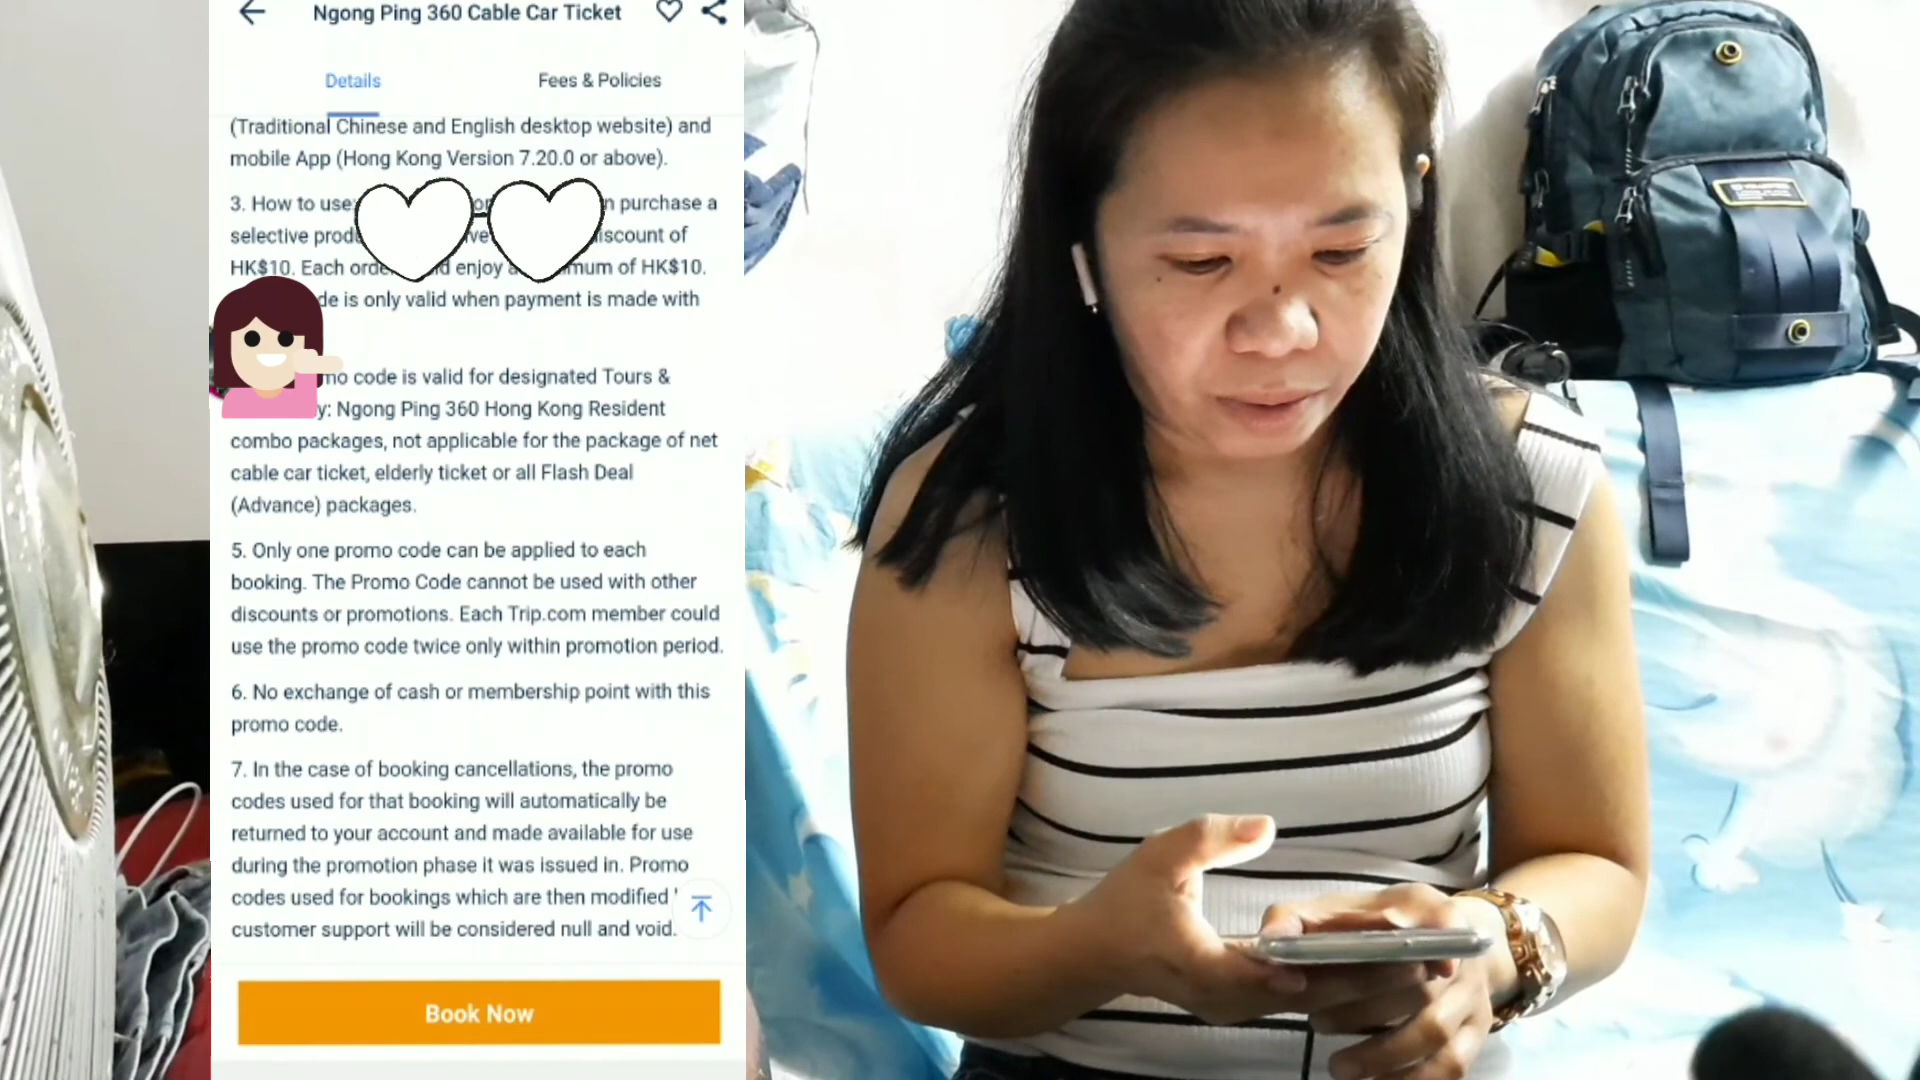 Ngong Ping 360 Cable Car Ticket
Details
Fees & Policies
(Traditional Chinese and English desktop website) and
mobile App (Hong Kong Version 7.20.0 or above).
3. How to use purchase a
selective discount of
HK$10. Each enjoy of HK$10.
is only valid when payment is made with
code is valid for designated Tours &
Ngong Ping 360 Hong Kong Resident
combo packages, not applicable for the package of net
cable car ticket, elderly ticket or all Flash Deal
(Advance) packages.
5. Only one promo code can be applied to each
booking. The Promo Code cannot be used with other
discounts or promotions. Each Trip.com member could
use the promo code twice only within promotion period.
6. No exchange of cash or membership point with this
promo code.
7. In the case of booking cancellations, the promo
codes used for that booking will automatically be
returned to your account and made available for use
during the promotion phase it was issued in. Promo
codes used for bookings which are then modified
customer support will be considered null and void.
Book Now